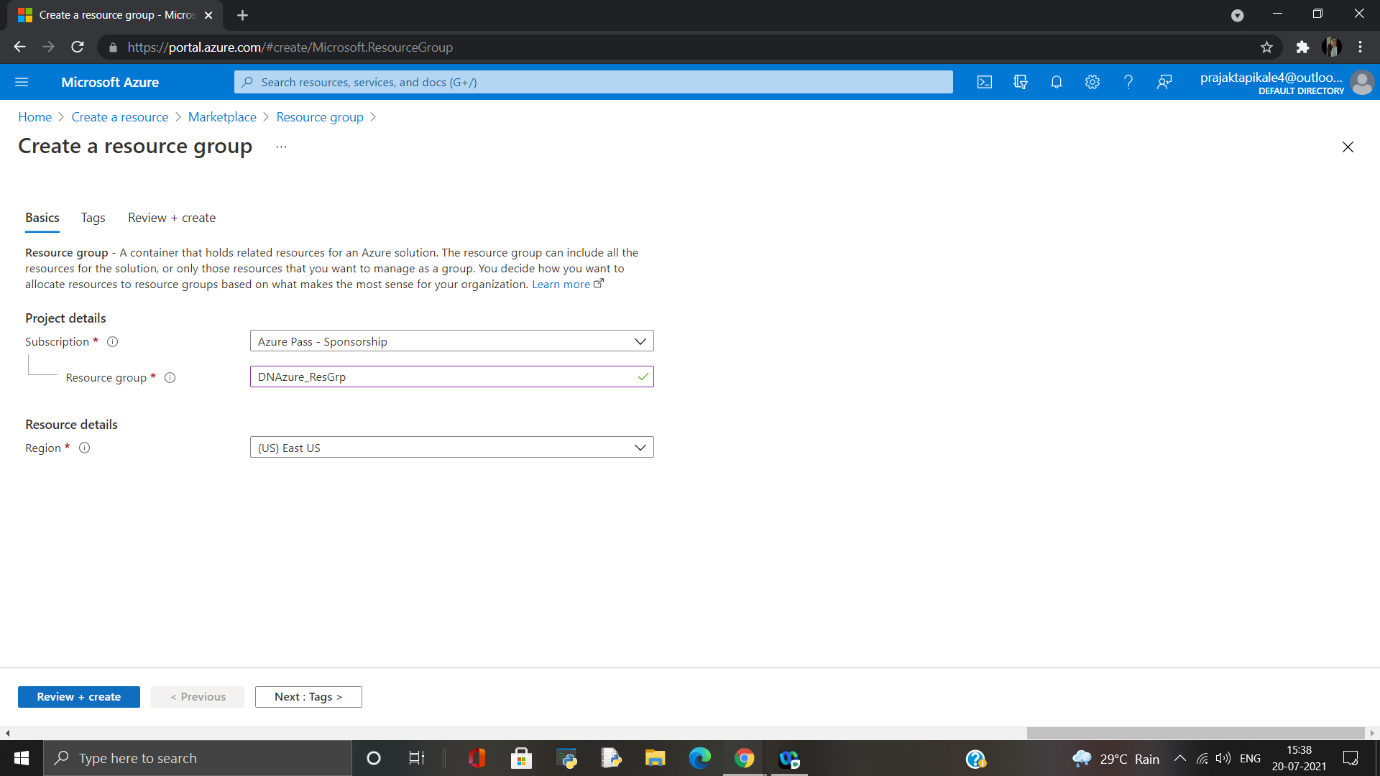 Create a resource group - Micros
https://portal.azure.com/#create/Microsoft.ResourceGroup
Microsoft Azure
Search resources, services, and docs (G+/)
prajaktapikale4@outloo...
DEFAULT DIRECTORY
Home > Create a resource > Marketplace > Resource group >
Create a resource group ...
Basics Tags Review + create
Resource group - A container that holds related resources for an Azure solution. The resource group can include all the
resources for the solution, or only those resources that you want to manage as a group. You decide how you want to
allocate resources to resource groups based on what makes the most sense for your organization. Learn more
Project details
Subscription * Azure Pass - Sponsorship
Resource group * DNAzure_ResGrp
Resource details
Region * (US) East US
Review + create < Previous Next : Tags >
Type here to search
29°C Rain ENG
15:38
20-07-2021